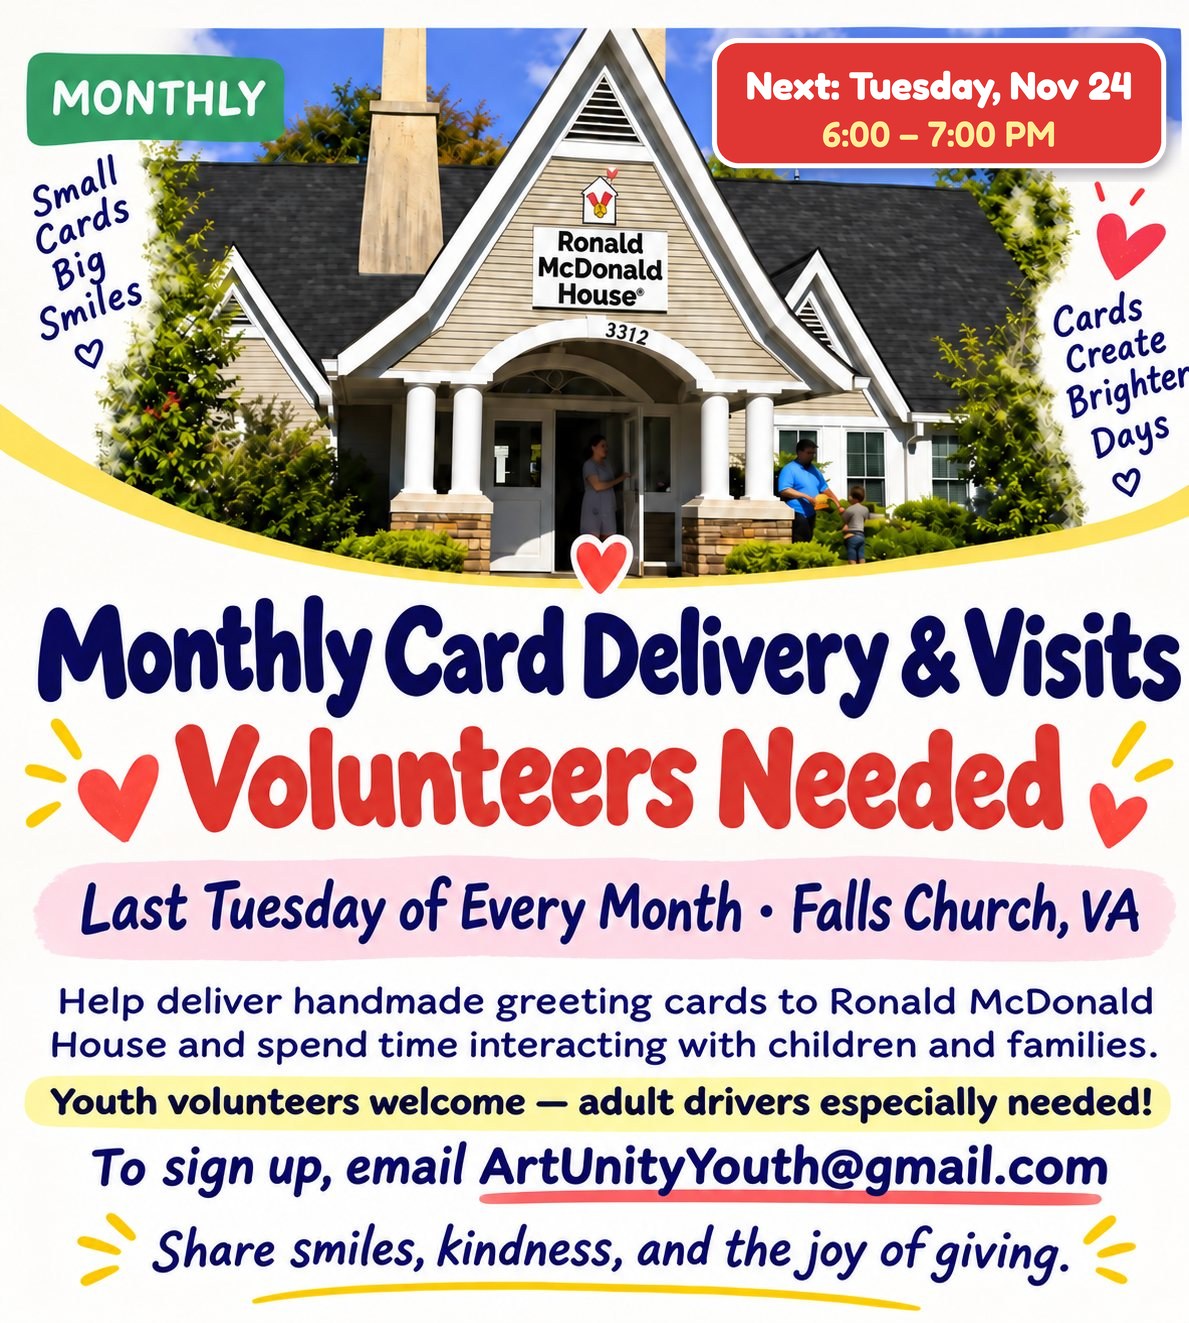 MONTHLY
Next: Tuesday, Nov 24
6:00 – 7:00 PM
Small
Cards
Big
Smiles
Ronald
McDonald
House®
3312
Cards
Create
Brighter
Days
Monthly Card Delivery & Visits
Volunteers Needed
Last Tuesday of Every Month • Falls Church, VA
Help deliver handmade greeting cards to Ronald McDonald
House and spend time interacting with children and families.
Youth volunteers welcome — adult drivers especially needed!
To sign up, email ArtUnityYouth@gmail.com
Share smiles, kindness, and the joy of giving.